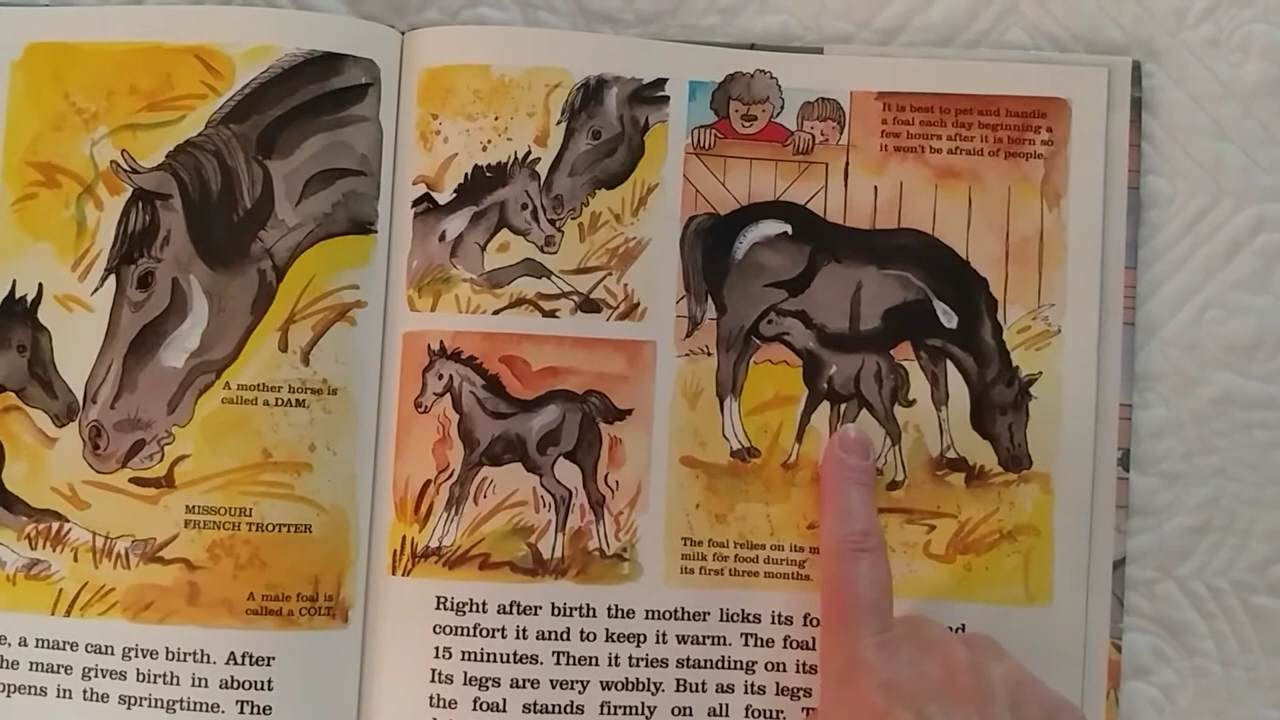 A mother horse is
called a DAM.
MISSOURI
FRENCH TROTTER
A male foal is
called a COLT.
e, a mare can give birth. After
he mare gives birth in about
ppens in the springtime. The
It is best to pet and handle
a foal each day beginning a
few hours after it is born so
it won't be afraid of people.
The foal relies on its m
milk for food during
its first three months.
Right after birth the mother licks its fo
comfort it and to keep it warm. The foal
15 minutes. Then it tries standing on its
Its legs are very wobbly. But as its legs
the foal stands firmly on all four. T